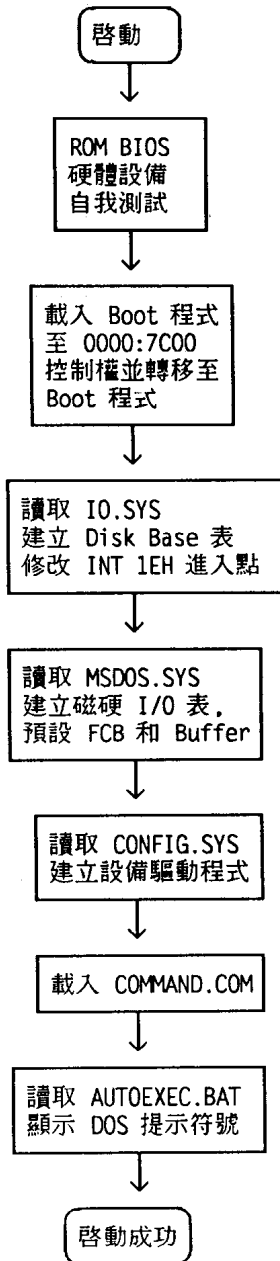 啓動
ROM BIOS
硬體設備
自我測試
載入 Boot 程式
至 0000:7C00
控制權並轉移至
Boot 程式
讀取 IO.SYS
建立 Disk Base 表
修改 INT 1EH 進入點
讀取 MSDOS.SYS
建立磁硬 I/O 表,
預設 FCB 和 Buffer
讀取 CONFIG.SYS
建立設備驅動程式
載入 COMMAND.COM
讀取 AUTOEXEC.BAT
顯示 DOS 提示符號
啓動成功